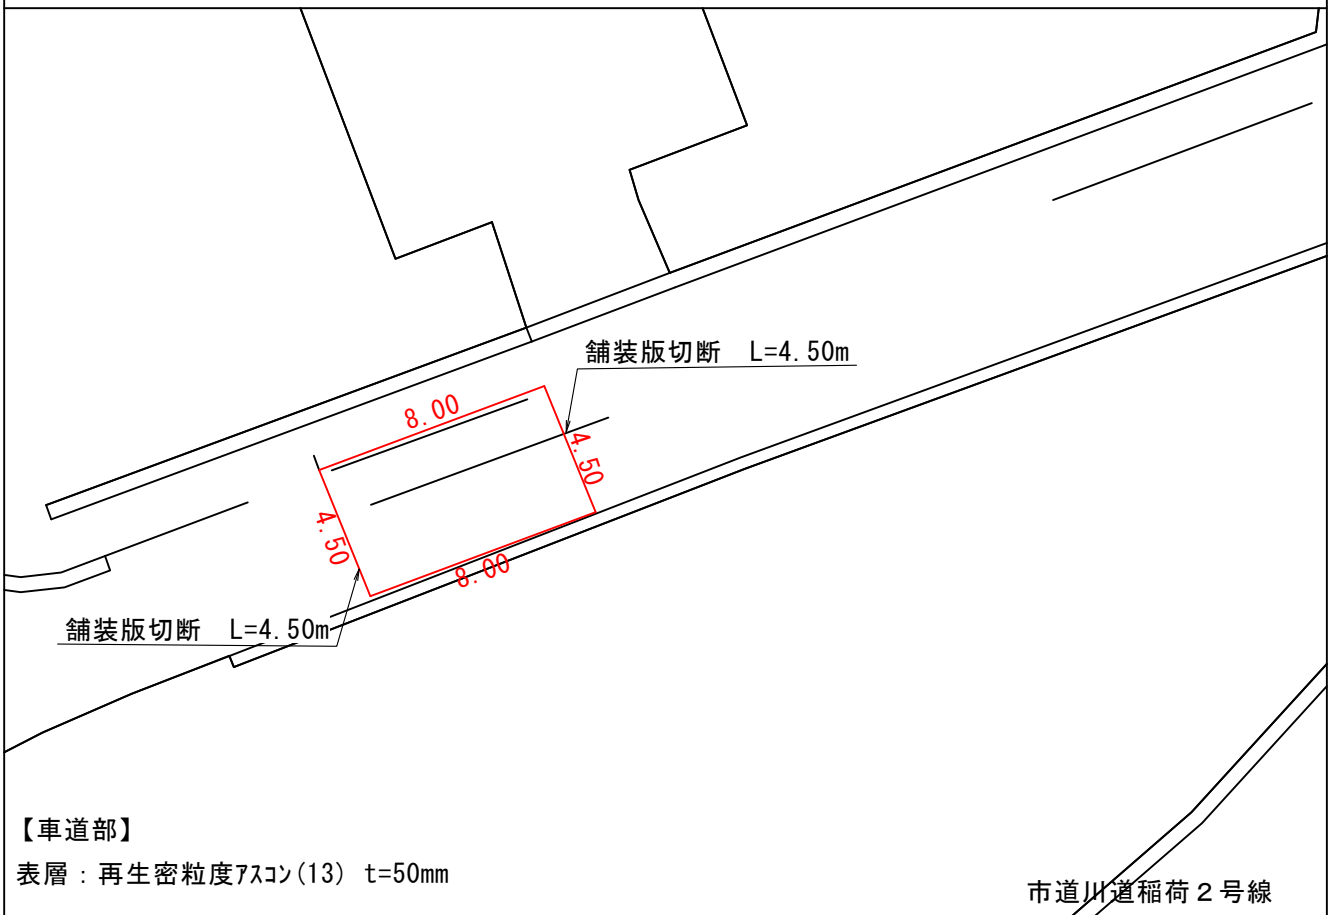 舗装版切断　L=4.50m
8.00
4.50
4.50
8.00
舗装版切断　L=4.50m
【車道部】
表層：再生密粒度ｱｽｺﾝ(13) t=50mm
市道川道稲荷２号線